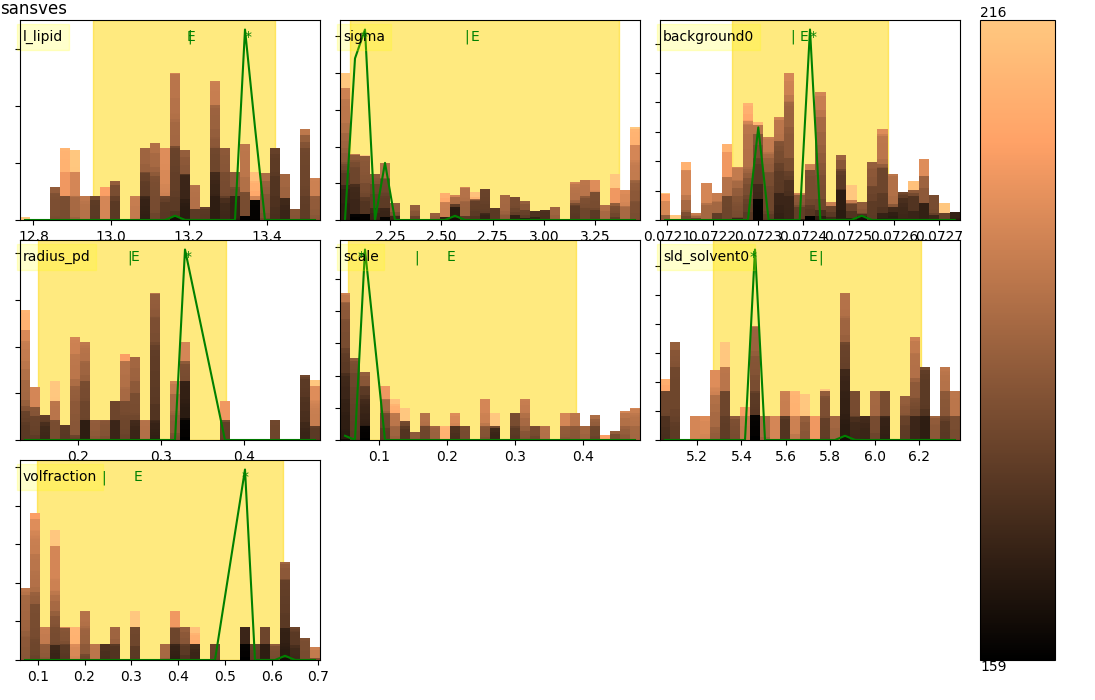 sansves
216
l_lipid | E *
sigma * | E
background0 | E *
12.8 13.0 13.2 13.4
2.25 2.50 2.75 3.00 3.25
0.0721 0.0722 0.0723 0.0724 0.0725 0.0726 0.0727
radius_pd | E *
scale * | E
sld_solvent0 * E |
0.2 0.3 0.4
0.1 0.2 0.3 0.4
5.2 5.4 5.6 5.8 6.0 6.2
volfraction | E *
159
0.1 0.2 0.3 0.4 0.5 0.6 0.7